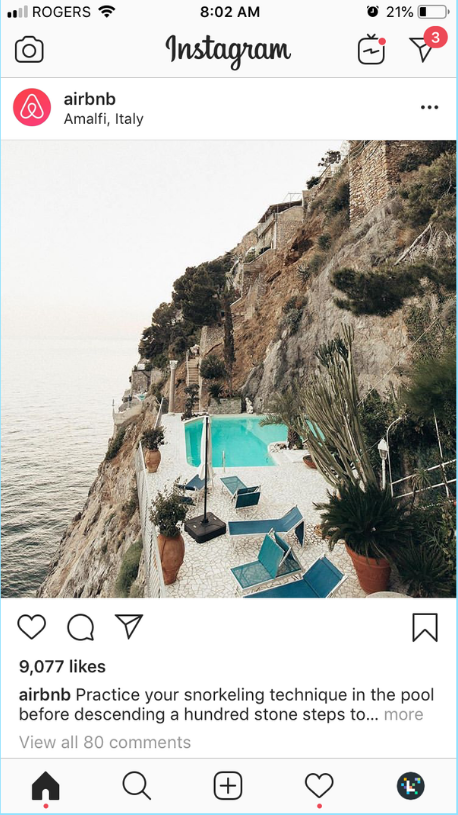 ROGERS 8:02 AM 21%
Instagram 3
airbnb
Amalfi, Italy
9,077 likes
airbnb Practice your snorkeling technique in the pool
before descending a hundred stone steps to... more
View all 80 comments